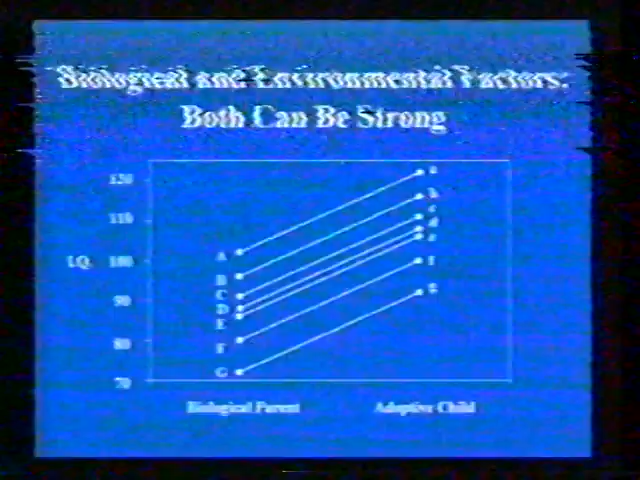 Biological and Environmental Factors:
Both Can Be Strong
120
110
I.Q. 100
90
80
70
A
B
C
D
E
F
G
a
b
c
d
e
f
g
Biological Parent Adoptive Child